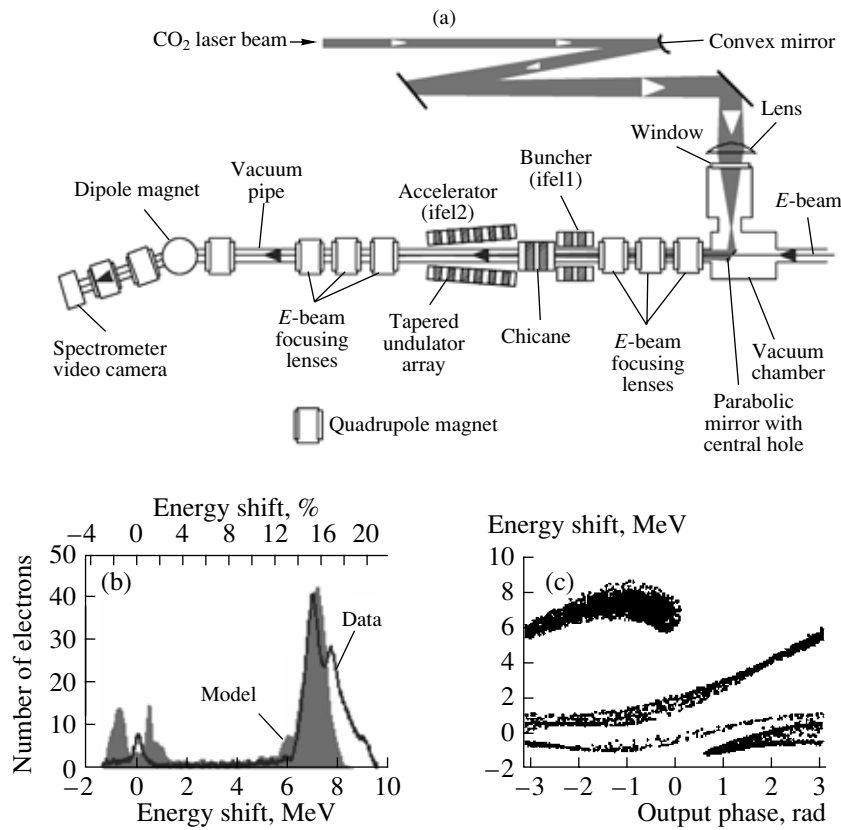 (a)
CO2 laser beam
Convex mirror
Lens
Window
Buncher
(ifel1)
Accelerator
(ifel2)
Vacuum
pipe
Dipole magnet
E-beam
Spectrometer
video camera
E-beam
focusing
lenses
Tapered
undulator
array
Chicane
E-beam
focusing
lenses
Vacuum
chamber
Parabolic
mirror with
central hole
Quadrupole magnet
Energy shift, %
−4 0 4 8 12 16 20
Number of electrons
50
40
30
20
10
0
(b)
Data
Model
−2 0 2 4 6 8 10
Energy shift, MeV
Energy shift, MeV
10
8
6
4
2
0
−2
(c)
−3 −2 −1 0 1 2 3
Output phase, rad